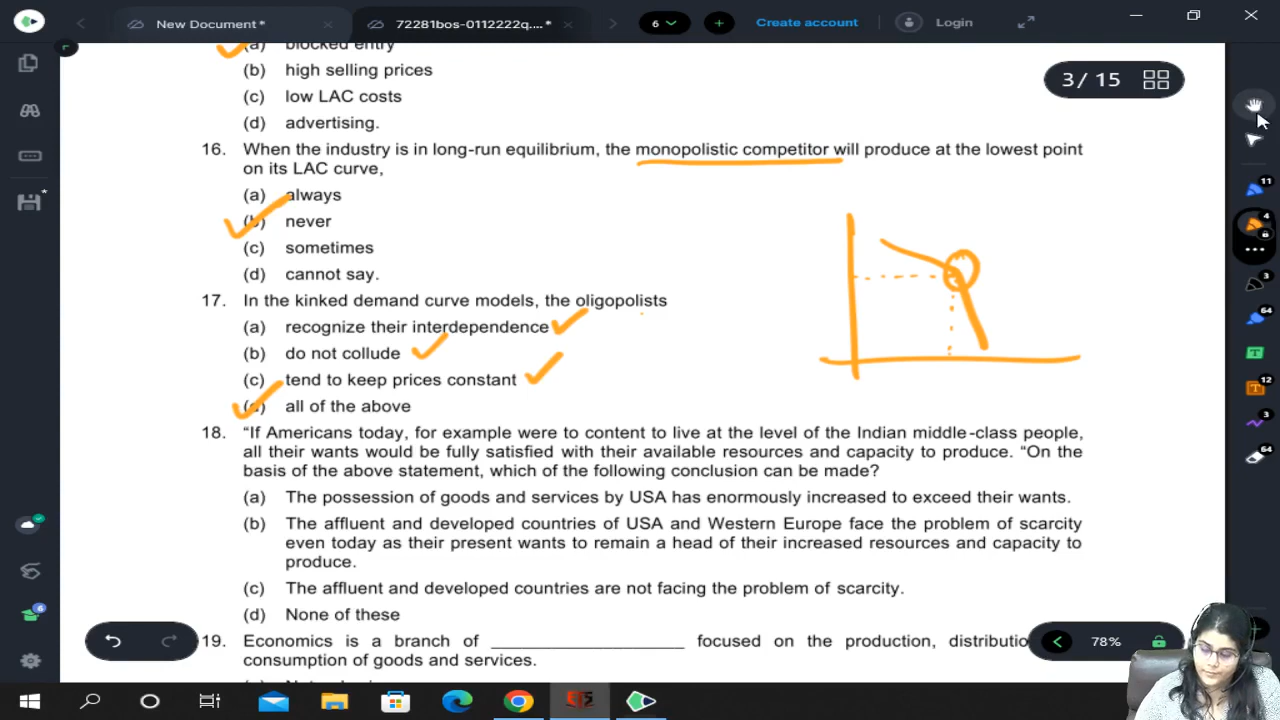 New Document*
72281bos-0112222q....*
6
Create account
Login
(a) blocked entry
(b) high selling prices
(c) low LAC costs
(d) advertising.
3 / 15
16. When the industry is in long-run equilibrium, the monopolistic competitor will produce at the lowest point
on its LAC curve,
(a) always
(b) never
(c) sometimes
(d) cannot say.
17. In the kinked demand curve models, the oligopolists
(a) recognize their interdependence
(b) do not collude
(c) tend to keep prices constant
(d) all of the above
18. “If Americans today, for example were to content to live at the level of the Indian middle-class people,
all their wants would be fully satisfied with their available resources and capacity to produce. “On the
basis of the above statement, which of the following conclusion can be made?
(a) The possession of goods and services by USA has enormously increased to exceed their wants.
(b) The affluent and developed countries of USA and Western Europe face the problem of scarcity
even today as their present wants to remain a head of their increased resources and capacity to
produce.
(c) The affluent and developed countries are not facing the problem of scarcity.
(d) None of these
19. Economics is a branch of ____________________ focused on the production,
consumption of goods and services.
78%
11
4
3
64
12
3
64
6